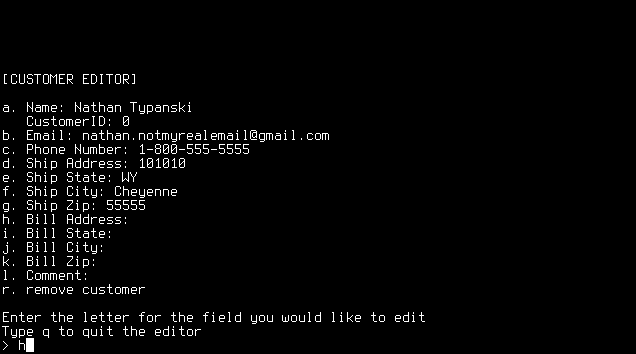 [CUSTOMER EDITOR]
a. Name: Nathan Typanski
CustomerID: 0
b. Email: nathan.notmyrealemail@gmail.com
c. Phone Number: 1-800-555-5555
d. Ship Address: 101010
e. Ship State: WY
f. Ship City: Cheyenne
g. Ship Zip: 55555
h. Bill Address:
i. Bill State:
j. Bill City:
k. Bill Zip:
l. Comment:
r. remove customer
Enter the letter for the field you would like to edit
Type q to quit the editor
> h